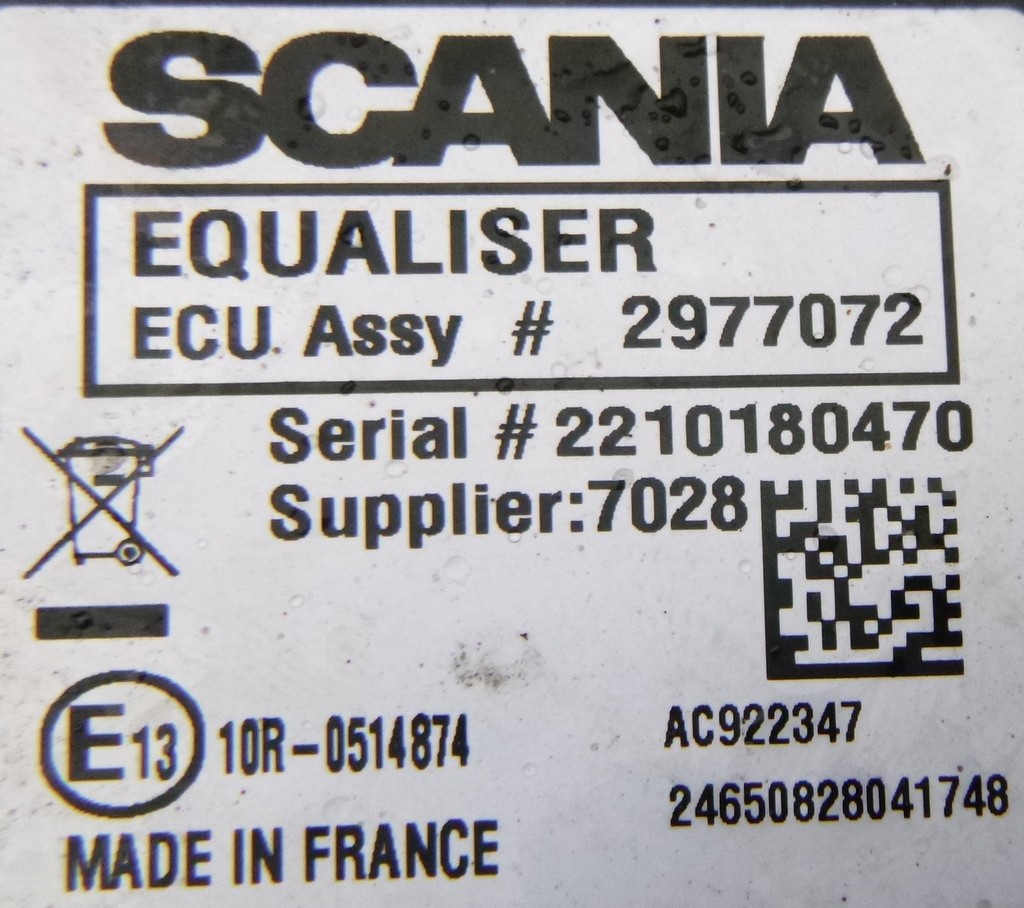 SCANIA
EQUALISER
ECU Assy # 2977072
Serial # 2210180470
Supplier:7028
E13 10R-0514874
AC922347
24650828041748
MADE IN FRANCE